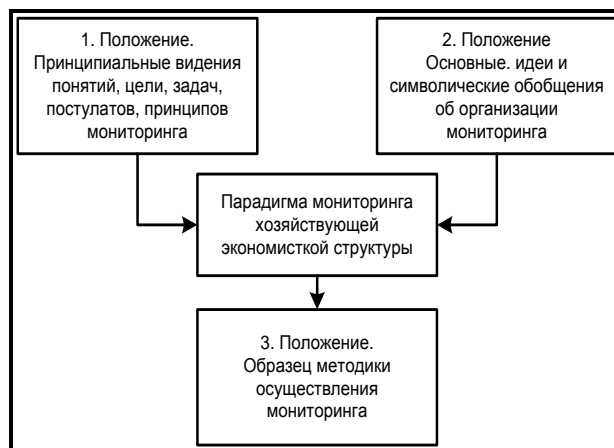 1. Положение.
Принципиальные видения
понятий, цели, задач,
постулатов, принципов
мониторинга
2. Положение
Основные. идеи и
символические обобщения
об организации
мониторинга
Парадигма мониторинга
хозяйствующей
экономисткой структуры
3. Положение.
Образец методики
осуществления
мониторинга